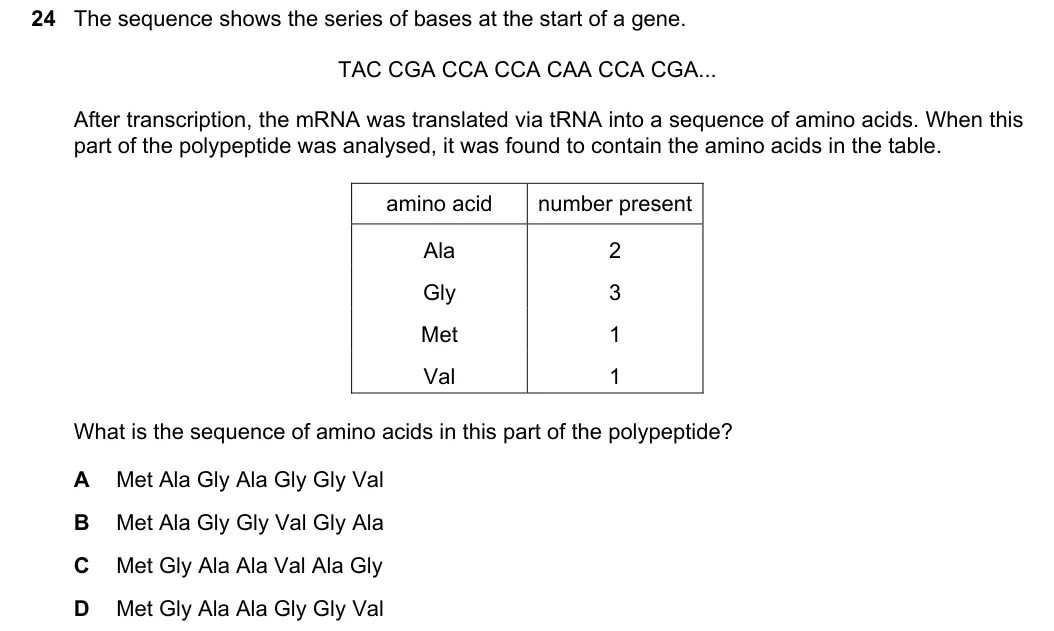 24 The sequence shows the series of bases at the start of a gene.
TAC CGA CCA CCA CAA CCA CGA...
After transcription, the mRNA was translated via tRNA into a sequence of amino acids. When this
part of the polypeptide was analysed, it was found to contain the amino acids in the table.
amino acid number present
Ala 2
Gly 3
Met 1
Val 1
What is the sequence of amino acids in this part of the polypeptide?
A Met Ala Gly Ala Gly Gly Val
B Met Ala Gly Gly Val Gly Ala
C Met Gly Ala Ala Val Ala Gly
D Met Gly Ala Ala Gly Gly Val